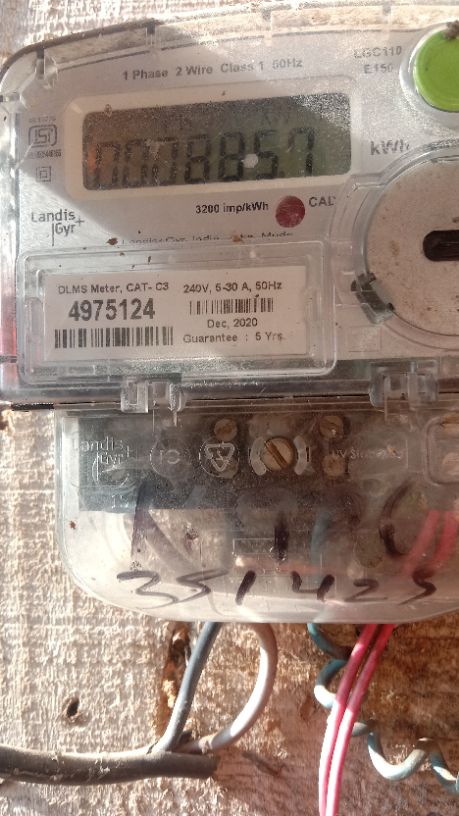 LGC110
E150
1 Phase 2 Wire Class 1 50Hz
kWh
3200 imp/kWh
CAL
Landis
Gyr+
DLMS Meter, CAT- C3 240V, 5-30 A, 50Hz
4975124
Dec, 2020
Guarantee : 5 Yrs.
Landis
Gyr+
351425